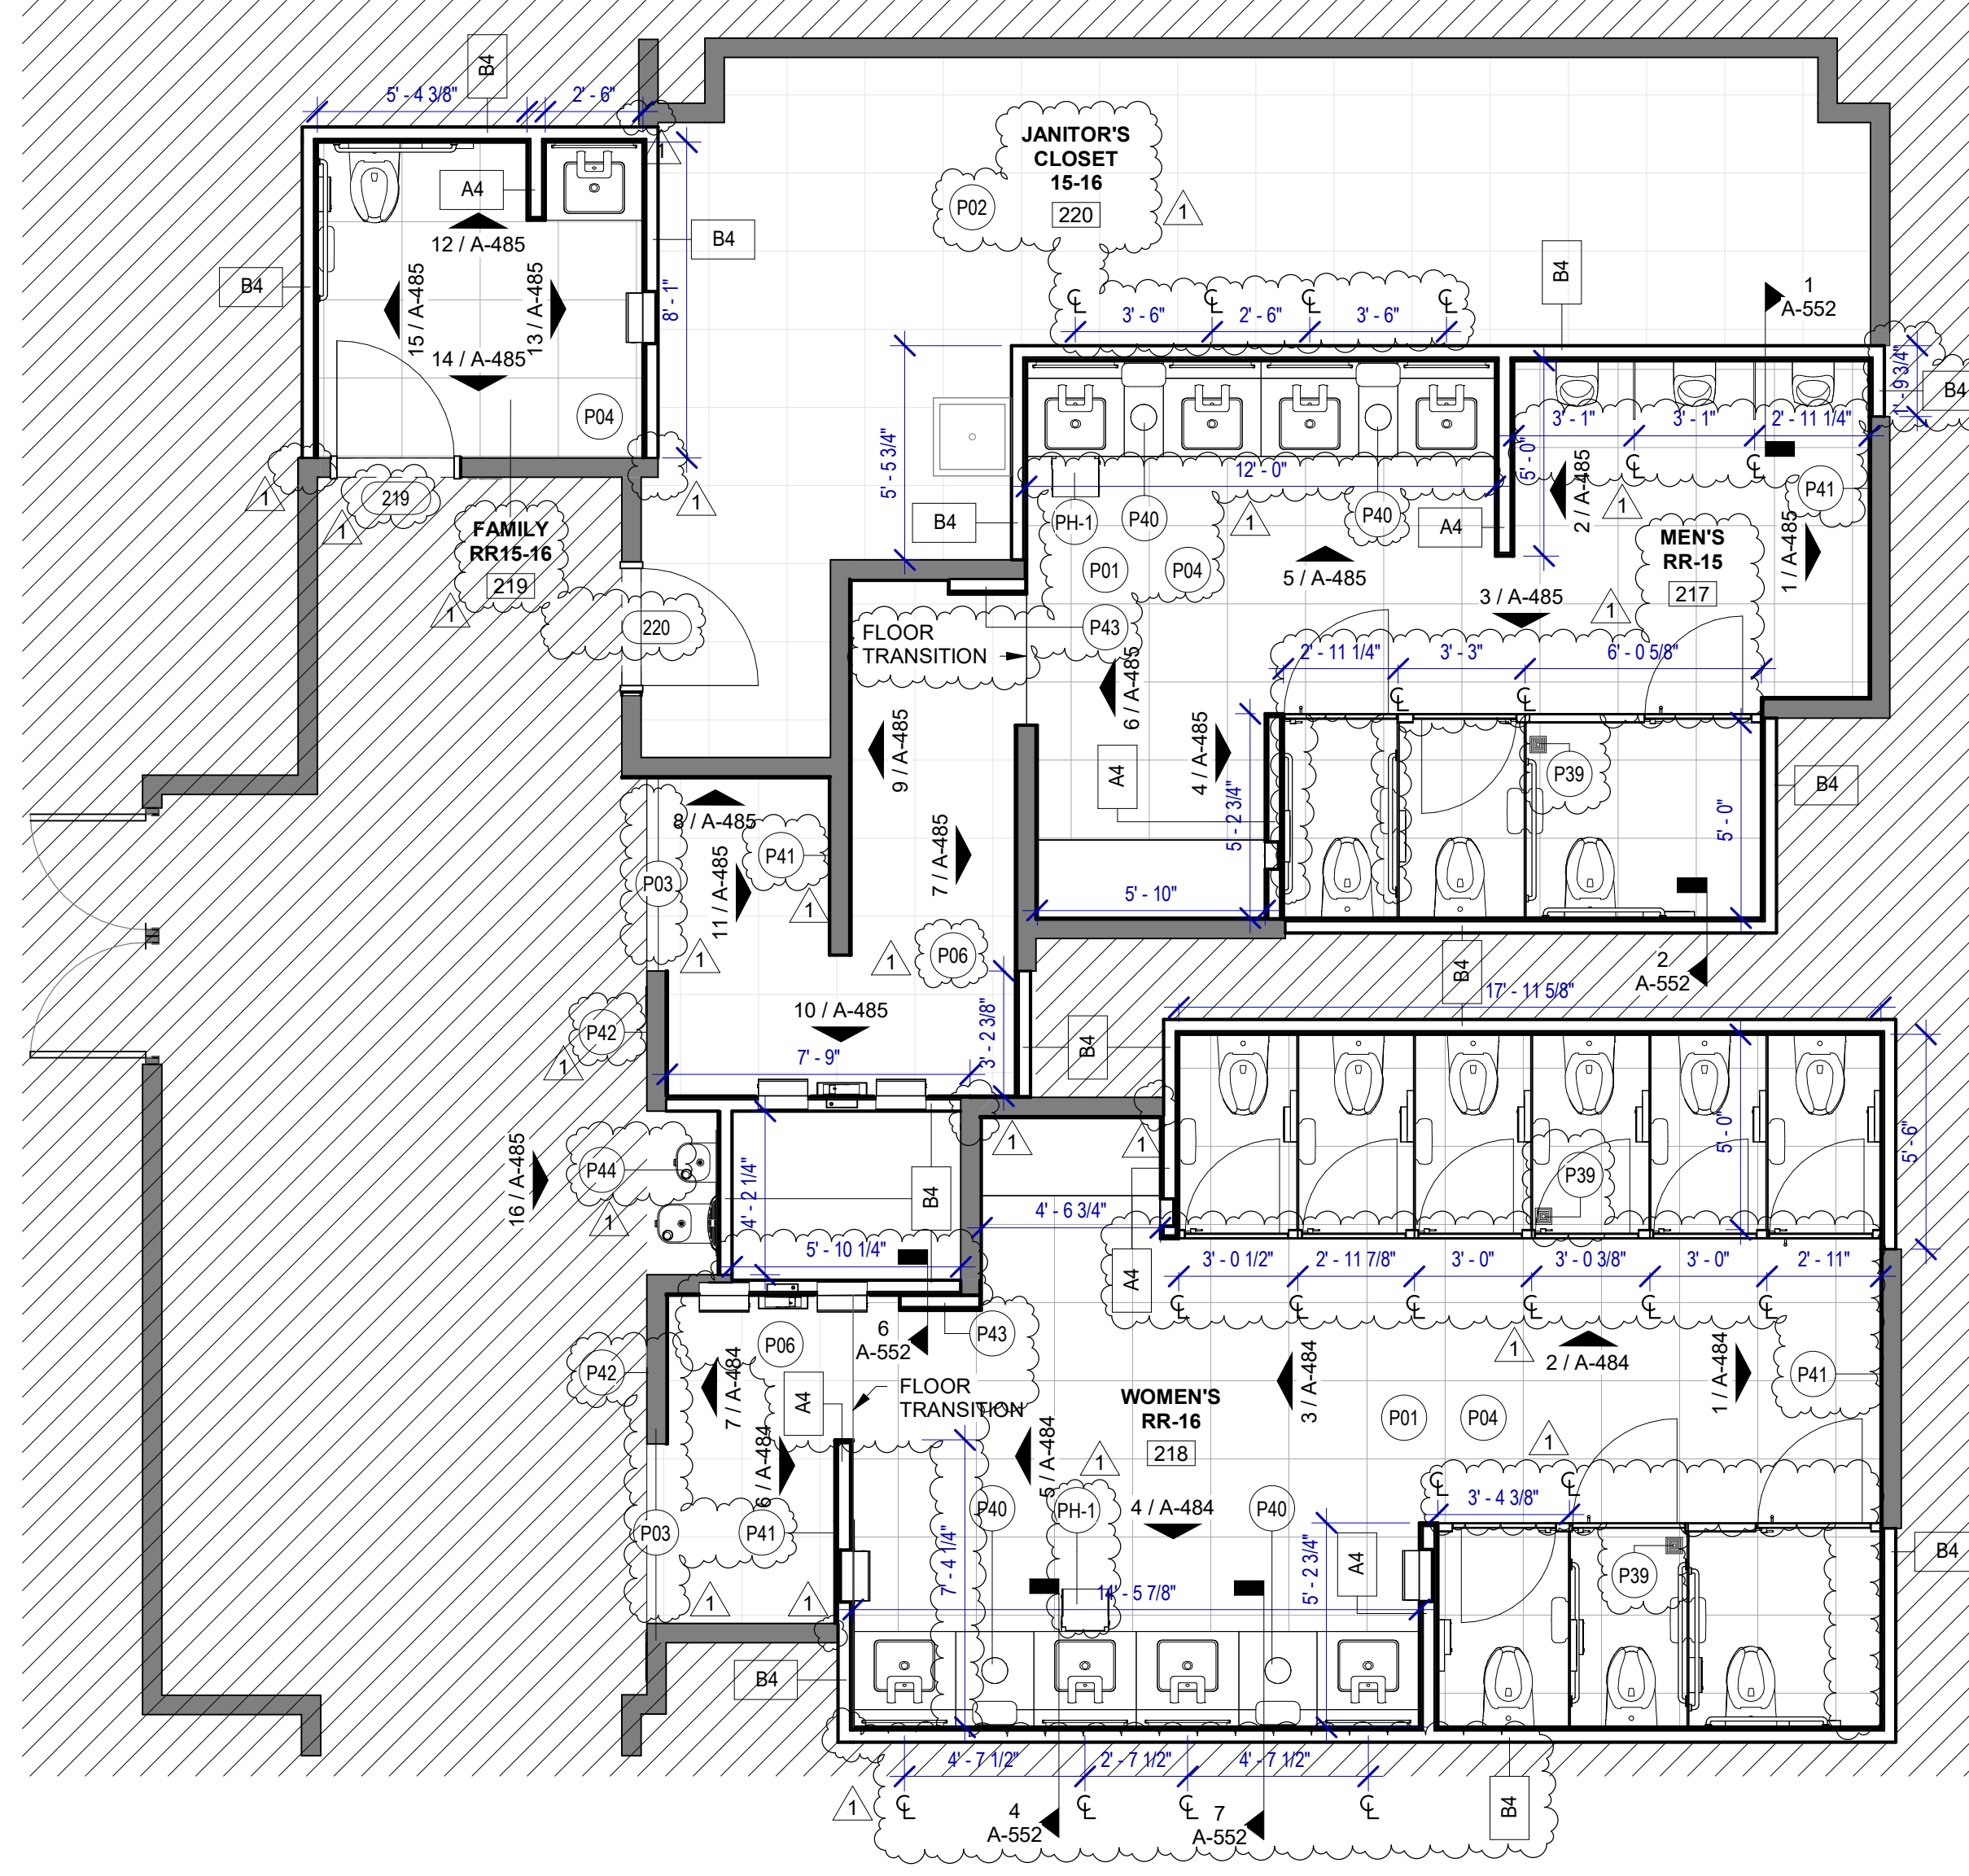 B4
5' - 4 3/8"
2' - 6"
1
A4
B4
B4
12 / A-485
15 / A-485
13 / A-485
14 / A-485
8' - 1"
P04
1
219
1
1
FAMILY
RR15-16
219
1
220
JANITOR'S
CLOSET
15-16
220
P02
1
3' - 6"
2' - 6"
3' - 6"
B4
1
A-552
1' - 9 3/4"
B4
5' - 5 3/4"
3' - 1"
3' - 1"
2' - 11 1/4"
12' - 0"
5' - 0"
2 / A-485
B4
PH-1
P40
1
P40
A4
1
P41
P01
P04
5 / A-485
MEN'S
RR-15
217
1 / A-485
3 / A-485
1
P43
FLOOR
TRANSITION
2' - 11 1/4"
3' - 3"
6' - 0 5/8"
6 / A-485
9 / A-485
4 / A-485
A4
P39
B4
5' - 2 3/4"
5' - 0"
8 / A-485
P41
11 / A-485
7 / A-485
P03
1
5' - 10"
1
P06
1
B4
2
A-552
17' - 11 5/8"
10 / A-485
P42
1
7' - 9"
3' - 2 3/8"
B4
1
1
5' - 0"
5' - 6"
16 / A-485
P44
1
4' - 2 1/4"
B4
P39
4' - 6 3/4"
5' - 10 1/4"
A4
3' - 0 1/2"
2' - 11 7/8"
3' - 0"
3' - 0 3/8"
3' - 0"
2' - 11"
6
A-552
P43
P06
P42
7 / A-484
A4
FLOOR
TRANSITION
WOMEN'S
RR-16
218
3 / A-484
1
2 / A-484
1 / A-484
P41
P01
P04
5 / A-484
1
1
6 / A-484
P40
PH-1
4 / A-484
P40
3' - 4 3/8"
P03
P41
7' - 4 1/4"
5' - 2 3/4"
A4
P39
B4
1
1
14' - 5 7/8"
B4
4' - 7 1/2"
2' - 7 1/2"
4' - 7 1/2"
1
4
A-552
7
A-552
B4